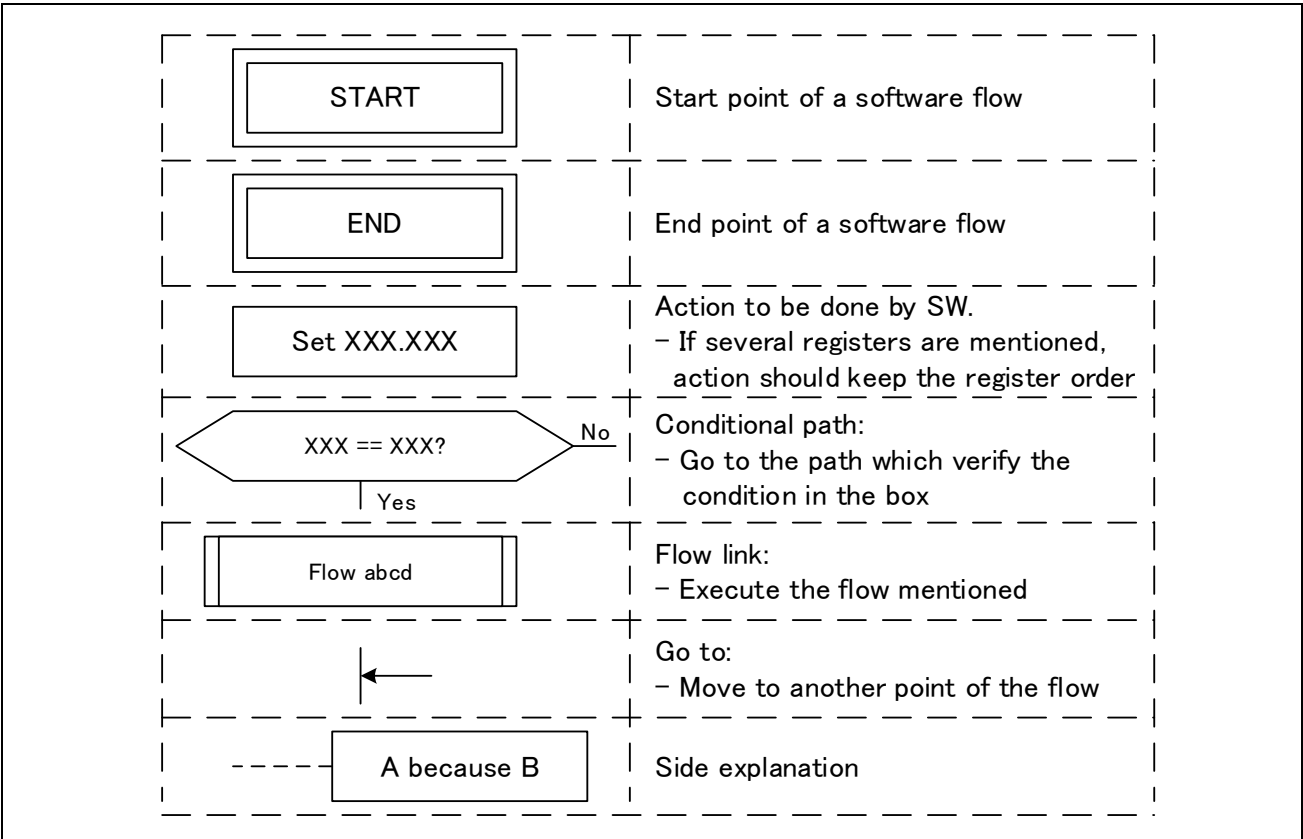 START
Start point of a software flow
END
End point of a software flow
Set XXX.XXX
Action to be done by SW.
- If several registers are mentioned,
action should keep the register order
XXX == XXX?
No
Yes
Conditional path:
- Go to the path which verify the
condition in the box
Flow abcd
Flow link:
- Execute the flow mentioned
Go to:
- Move to another point of the flow
A because B
Side explanation